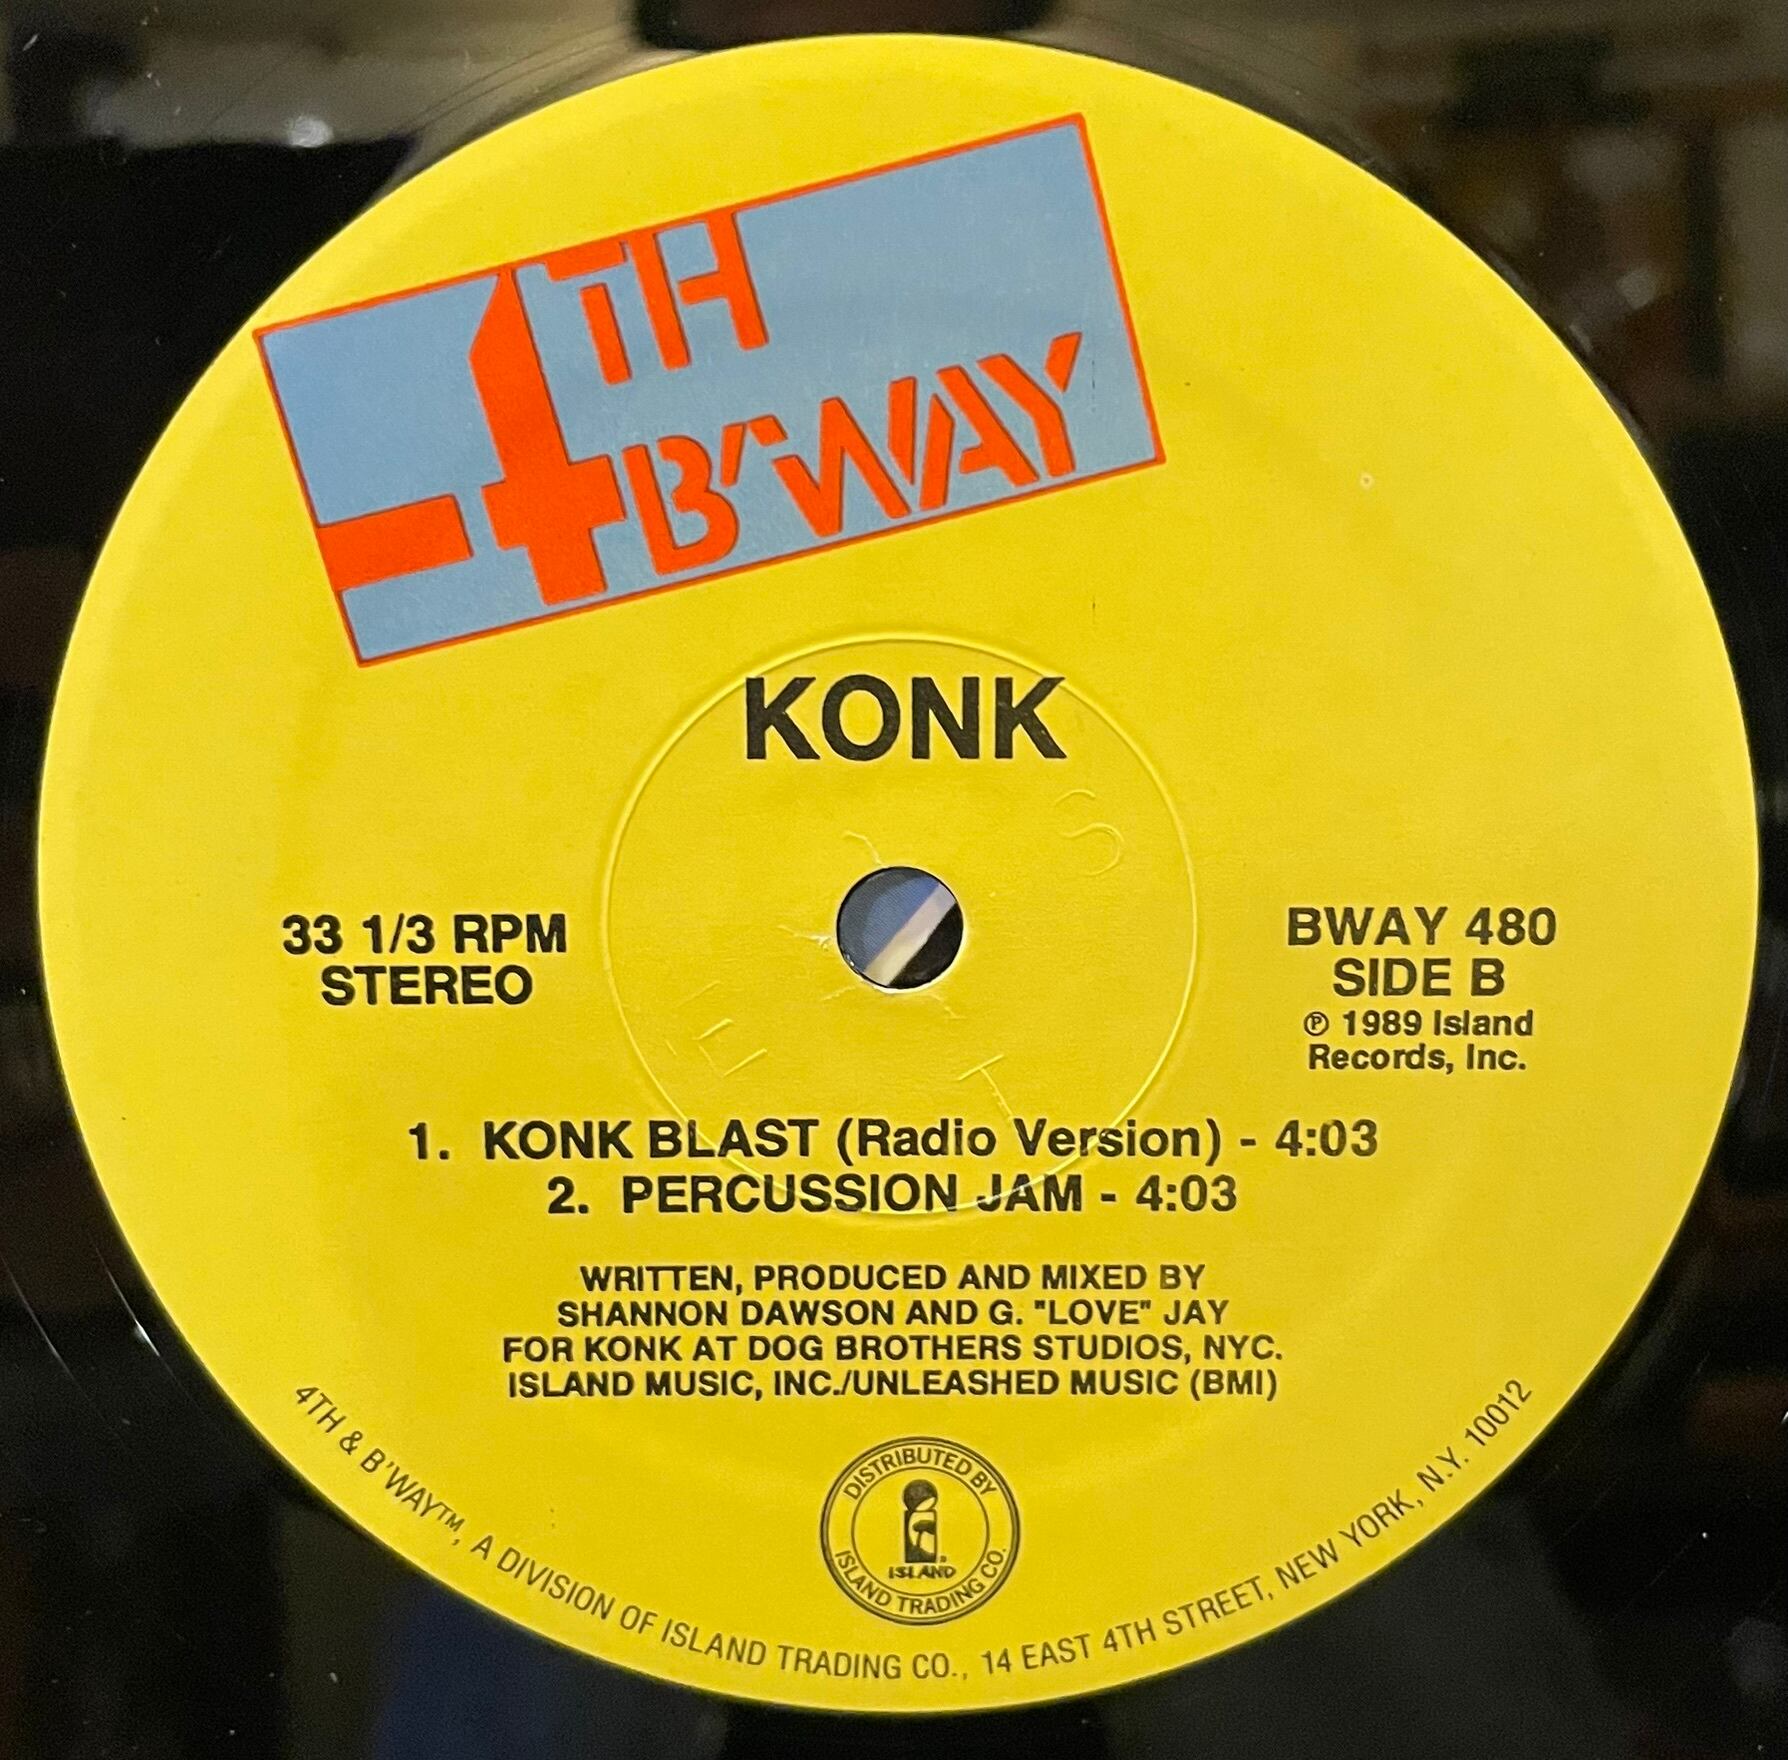 4TH
B'WAY
KONK
33 1/3 RPM
STEREO
BWAY 480
SIDE B
℗ 1989 Island
Records, Inc.
1. KONK BLAST (Radio Version) - 4:03
2. PERCUSSION JAM - 4:03
WRITTEN, PRODUCED AND MIXED BY
SHANNON DAWSON AND G. "LOVE" JAY
FOR KONK AT DOG BROTHERS STUDIOS, NYC.
ISLAND MUSIC, INC./UNLEASHED MUSIC (BMI)
DISTRIBUTED BY
ISLAND®
ISLAND TRADING CO.
4TH & B'WAY™, A DIVISION OF ISLAND TRADING CO., 14 EAST 4TH STREET, NEW YORK, N.Y. 10012